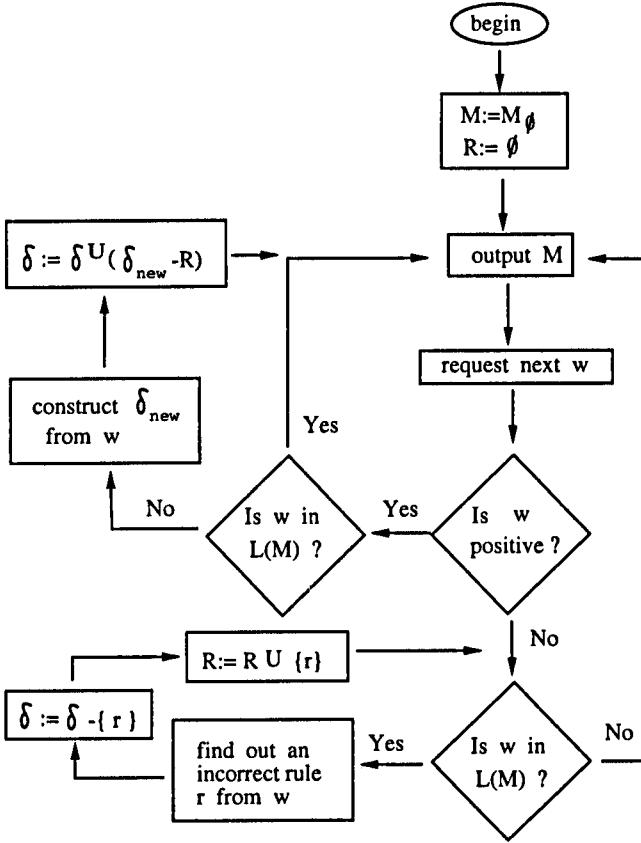 begin
M:=M∅
R:= ∅
δ := δ U ( δnew -R)
output M
request next w
construct δnew
from w
Yes
No
Is w in
L(M) ?
Yes
Is w
positive ?
No
R:= R U {r}
δ := δ -{ r }
find out an
incorrect rule
r from w
Yes
Is w in
L(M) ?
No